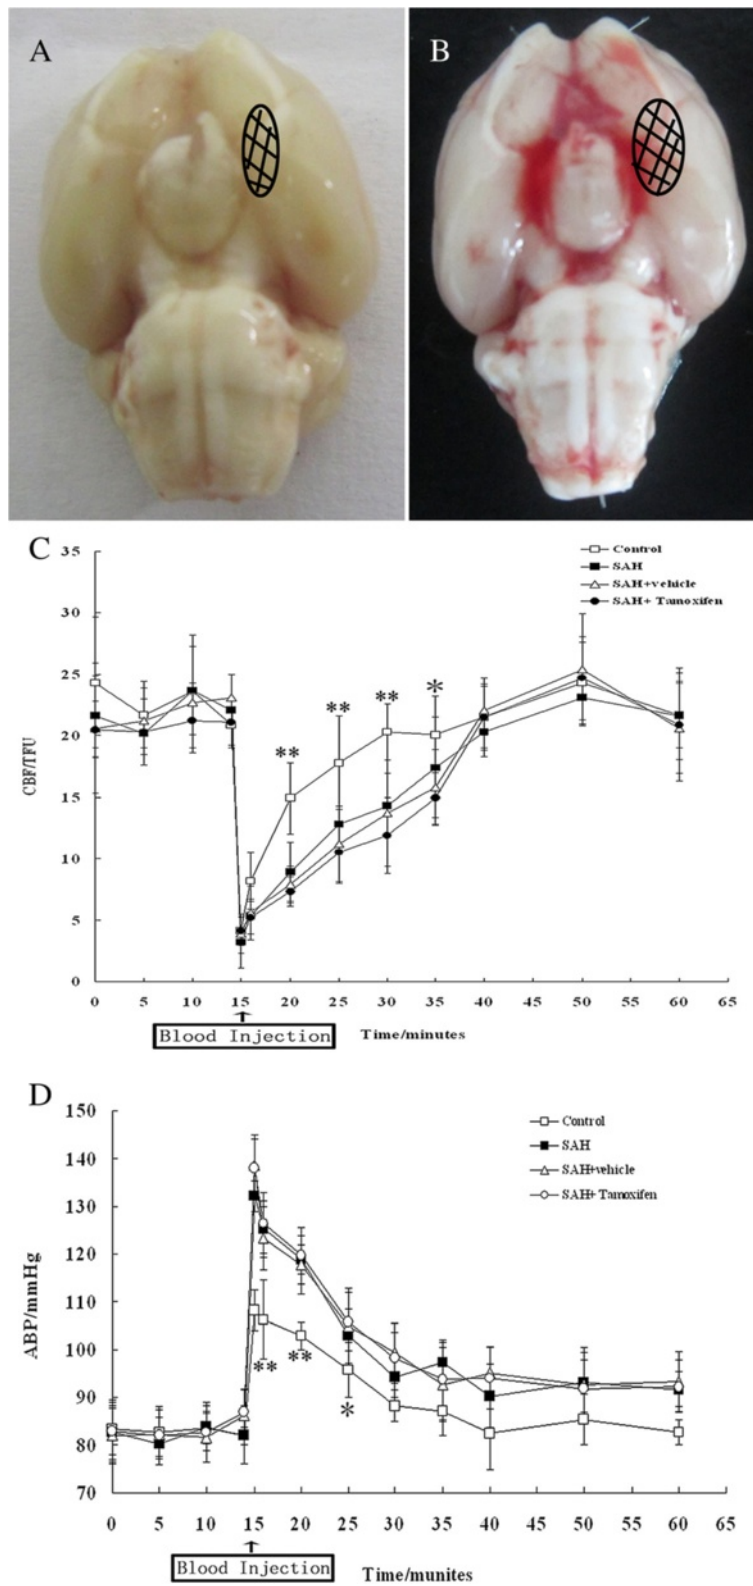 A
B
C
35
30
25
20
15
10
5
0
CBF/TFU
Control
SAH
SAH+vehicle
SAH+ Tamoxifen
**
**
**
*
0 5 10 15 20 25 30 35 40 45 50 55 60 65
Blood Injection
Time/minutes
D
150
140
130
120
110
100
90
80
70
ABP/mmHg
Control
SAH
SAH+vehicle
SAH+ Tamoxifen
**
**
*
0 5 10 15 20 25 30 35 40 45 50 55 60 65
Blood Injection
Time/munites